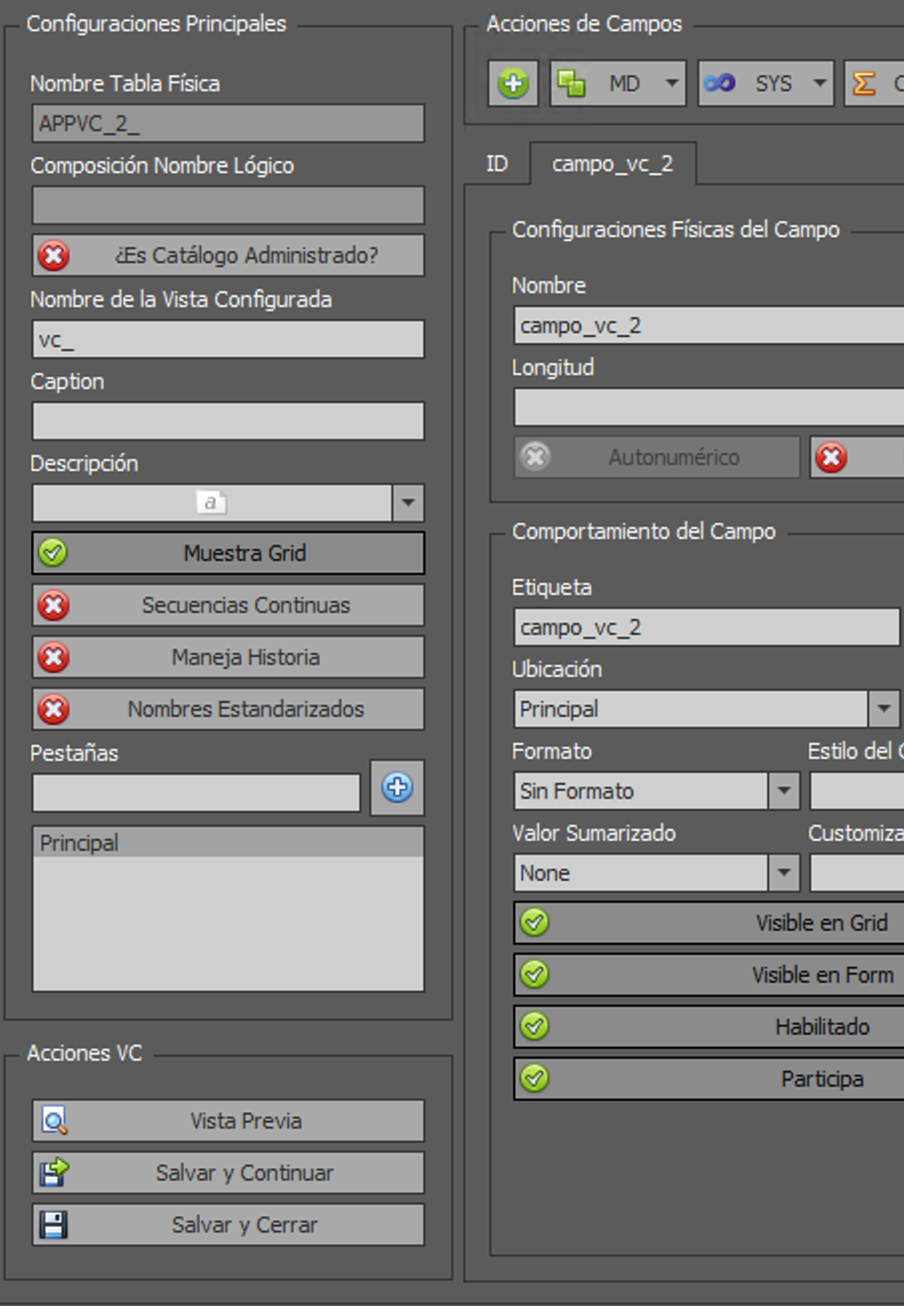 Configuraciones Principales
Nombre Tabla Física
APPVC_2_
Composición Nombre Lógico
¿Es Catálogo Administrado?
Nombre de la Vista Configurada
vc_
Caption
Descripción
a
Muestra Grid
Secuencias Continuas
Maneja Historia
Nombres Estandarizados
Pestañas
Principal
Acciones VC
Vista Previa
Salvar y Continuar
Salvar y Cerrar
Acciones de Campos
MD SYS
ID campo_vc_2
Configuraciones Físicas del Campo
Nombre
campo_vc_2
Longitud
Autonumérico
Comportamiento del Campo
Etiqueta
campo_vc_2
Ubicación
Principal
Formato Estilo del
Sin Formato
Valor Sumarizado Customiza
None
Visible en Grid
Visible en Form
Habilitado
Participa